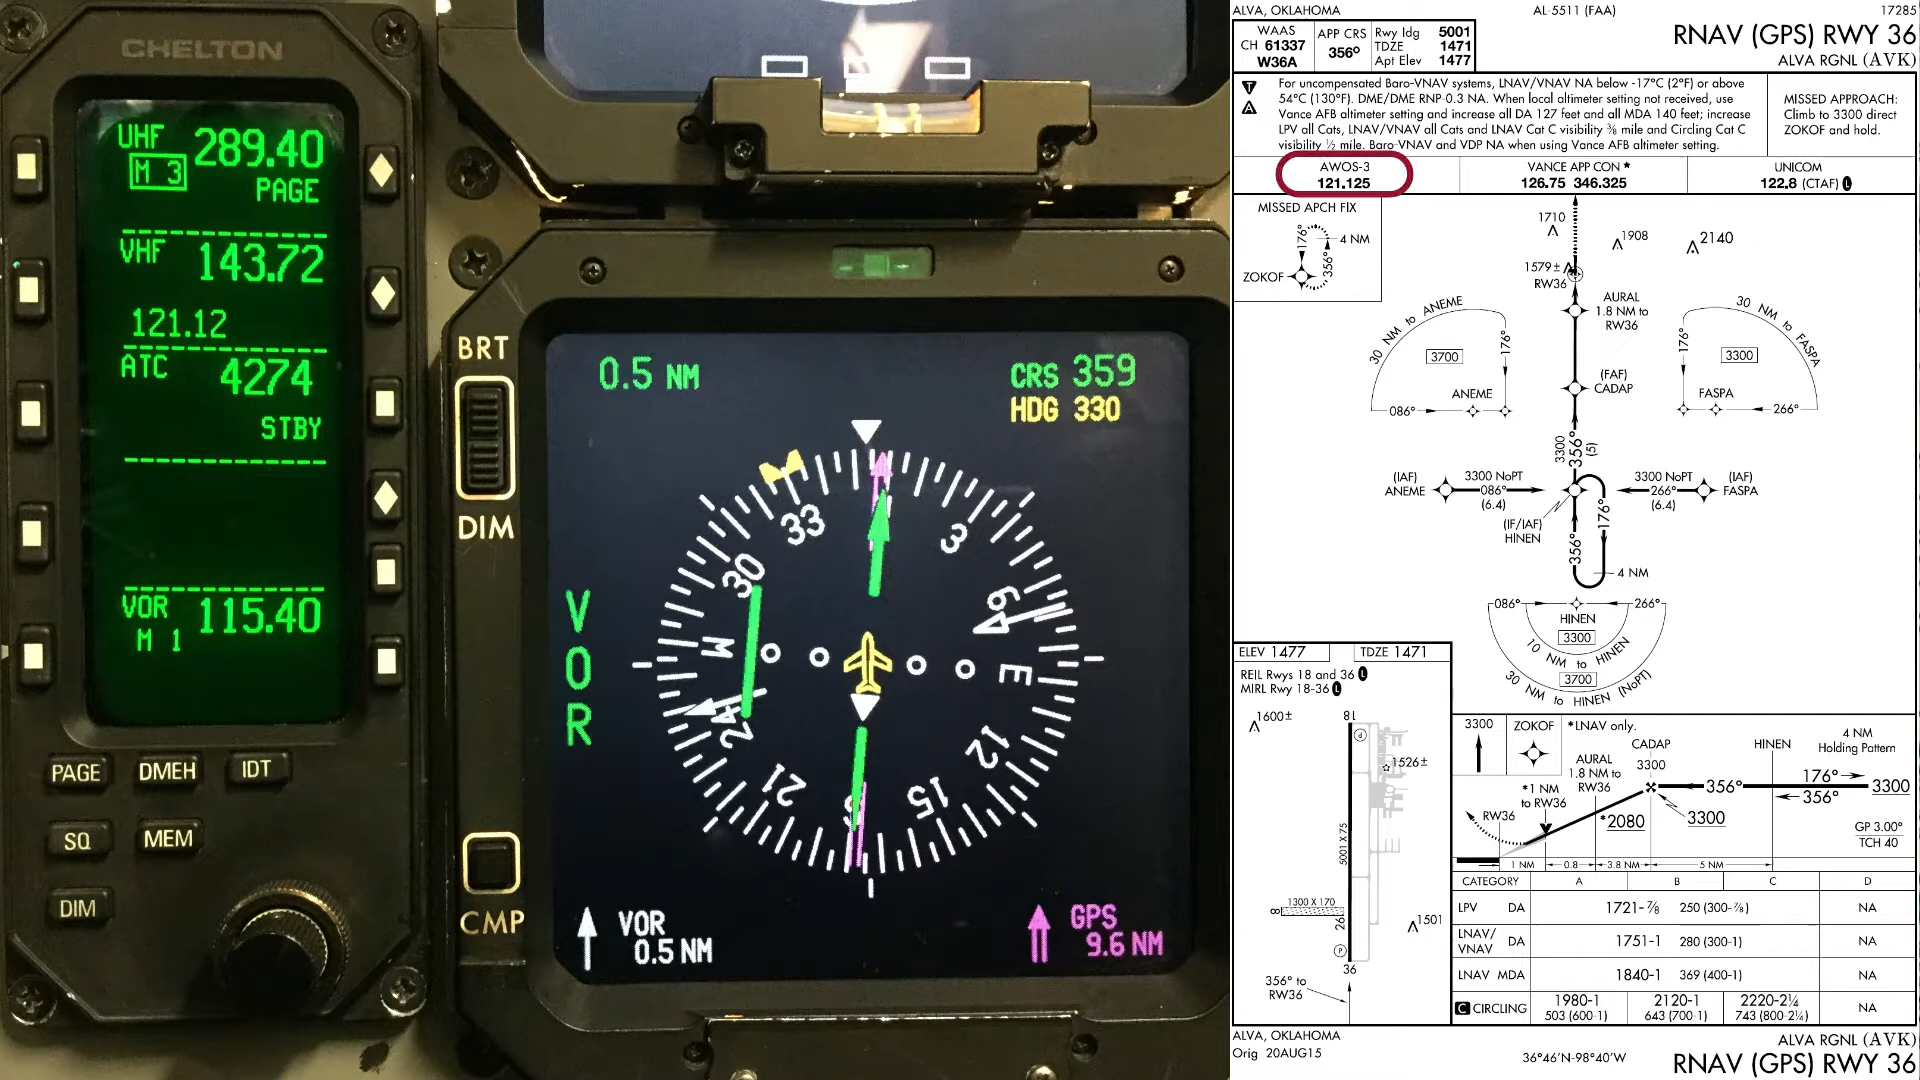 CHELTON
UHF 289.40
M 3
PAGE
VHF 143.72
121.12
ATC 4274
STBY
VOR 115.40
M 1
PAGE DMEH IDT
SQ MEM
DIM
BRT
DIM
CMP
0.5 NM
CRS 359
HDG 330
VOR
33 3 6 E 12 15 21 24 W 30
VOR
0.5 NM
GPS
9.6 NM
ALVA, OKLAHOMA
AL-5511 (FAA)
17285
WAAS
CH 61337
W36A
APP CRS
356°
Rwy ldg 5001
TDZE 1471
Apt Elev 1477
RNAV (GPS) RWY 36
ALVA RGNL (AVK)
T
A
For uncompensated Baro-VNAV systems, LNAV/VNAV NA below -17°C (2°F) or above
54°C (130°F). DME/DME RNP-0.3 NA. When local altimeter setting not received, use
Vance AFB altimeter setting and increase all DA 127 feet and all MDA 140 feet; increase
LPV all Cats, LNAV/VNAV all Cats and LNAV Cat C visibility ⅜ mile and Circling Cat C
visibility ½ mile. Baro-VNAV and VDP NA when using Vance AFB altimeter setting.
MISSED APPROACH:
Climb to 3300 direct
ZOKOF and hold.
AWOS-3
121.125
VANCE APP CON *
126.75 346.325
UNICOM
122.8 (CTAF) L
MISSED APCH FIX
176°
4 NM
356°
ZOKOF
1710
1908
2140
1579±
RW36
AURAL
1.8 NM to
RW36
30 NM to ANEME
3700
176°
ANEME
086°
30 NM to FASPA
3300
176°
FASPA
266°
(FAF)
CADAP
3300
356°
(5)
(IAF)
ANEME
3300 NoPT
086°
(6.4)
3300 NoPT
266°
(6.4)
(IAF)
FASPA
(IF/IAF)
HINEN
356°
176°
4 NM
086°
266°
HINEN
3300
10 NM to HINEN
3700
30 NM to HINEN (NoPT)
ELEV 1477
TDZE 1471
REIL Rwys 18 and 36 L
MIRL Rwy 18-36 L
1600±
18
P
1526±
5001 X 75
1300 X 170
8
26
1501
P
36
356° to
RW36
3300
ZOKOF
*LNAV only.
CADAP
3300
HINEN
4 NM
Holding Pattern
AURAL
1.8 NM to
RW36
*1 NM
to RW36
RW36
356°
176°
356°
3300
*2080
3300
GP 3.00°
TCH 40
1 NM
0.8
3.8 NM
5 NM
CATEGORY A B C D
LPV DA 1721-⅞ 250 (300-⅞) NA
LNAV/
VNAV DA 1751-1 280 (300-1) NA
LNAV MDA 1840-1 369 (400-1) NA
C CIRCLING
1980-1
503 (600-1)
2120-1
643 (700-1)
2220-2¼
743 (800-2¼)
NA
ALVA, OKLAHOMA
Orig 20AUG15
36°46'N-98°40'W
ALVA RGNL (AVK)
RNAV (GPS) RWY 36